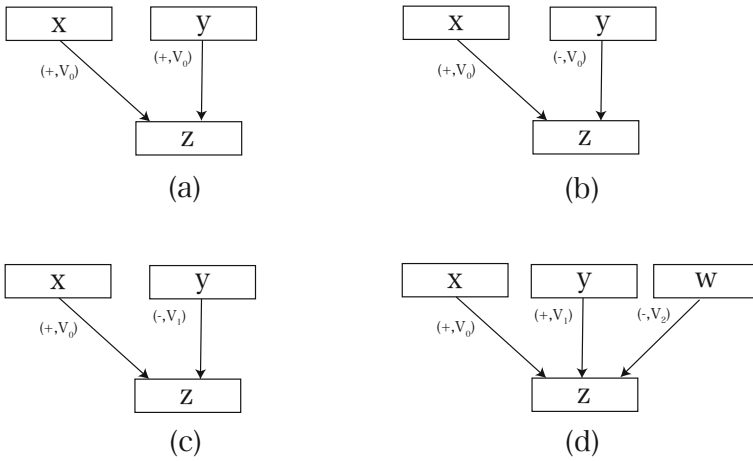 x y
(+,V₀) (+,V₀)
z
(a)
x y
(+,V₀) (-,V₀)
z
(b)
x y
(+,V₀) (-,V₁)
z
(c)
x y w
(+,V₀) (+,V₁) (-,V₂)
z
(d)